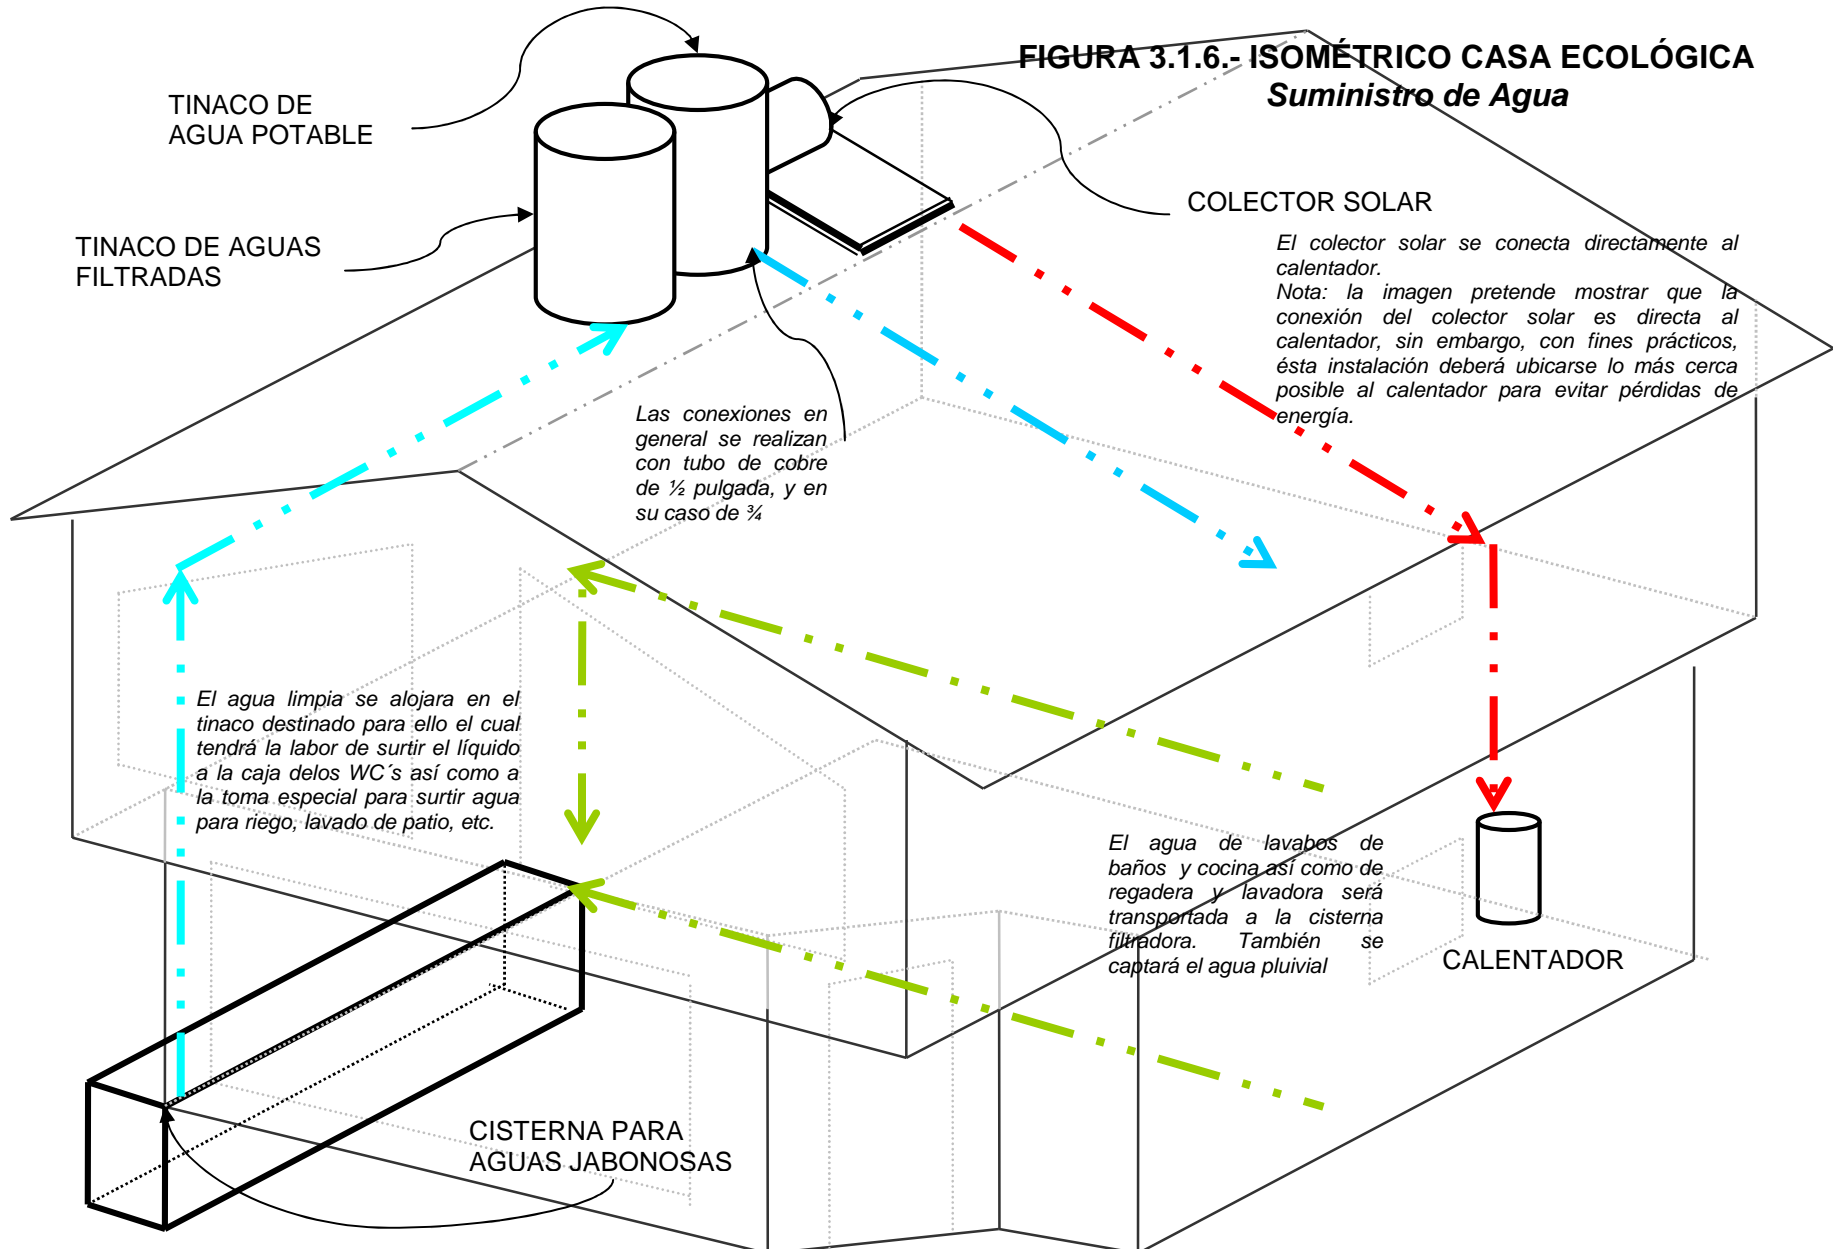 FIGURA 3.1.6.- ISOMÉTRICO CASA ECOLÓGICA
Suministro de Agua
TINACO DE
AGUA POTABLE
TINACO DE AGUAS
FILTRADAS
COLECTOR SOLAR
El colector solar se conecta directamente al
calentador.
Nota: la imagen pretende mostrar que la
conexión del colector solar es directa al
calentador, sin embargo, con fines prácticos,
ésta instalación deberá ubicarse lo más cerca
posible al calentador para evitar pérdidas de
energía.
Las conexiones en
general se realizan
con tubo de cobre
de ½ pulgada, y en
su caso de ¾
El agua limpia se alojara en el
tinaco destinado para ello el cual
tendrá la labor de surtir el líquido
a la caja delos WC´s así como a
la toma especial para surtir agua
para riego, lavado de patio, etc.
El agua de lavabos de
baños y cocina así como de
regadera y lavadora será
transportada a la cisterna
filtradora. También se
captará el agua pluivial
CALENTADOR
CISTERNA PARA
AGUAS JABONOSAS